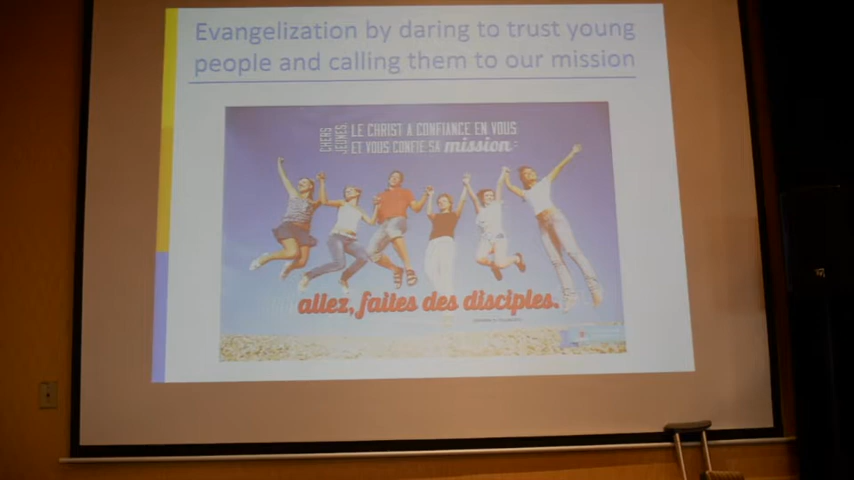 Evangelization by daring to trust young
people and calling them to our mission
CHERS
JEUNES
LE CHRIST A CONFIANCE EN VOUS
ET VOUS CONFIE SA mission:
allez, faites des disciples.